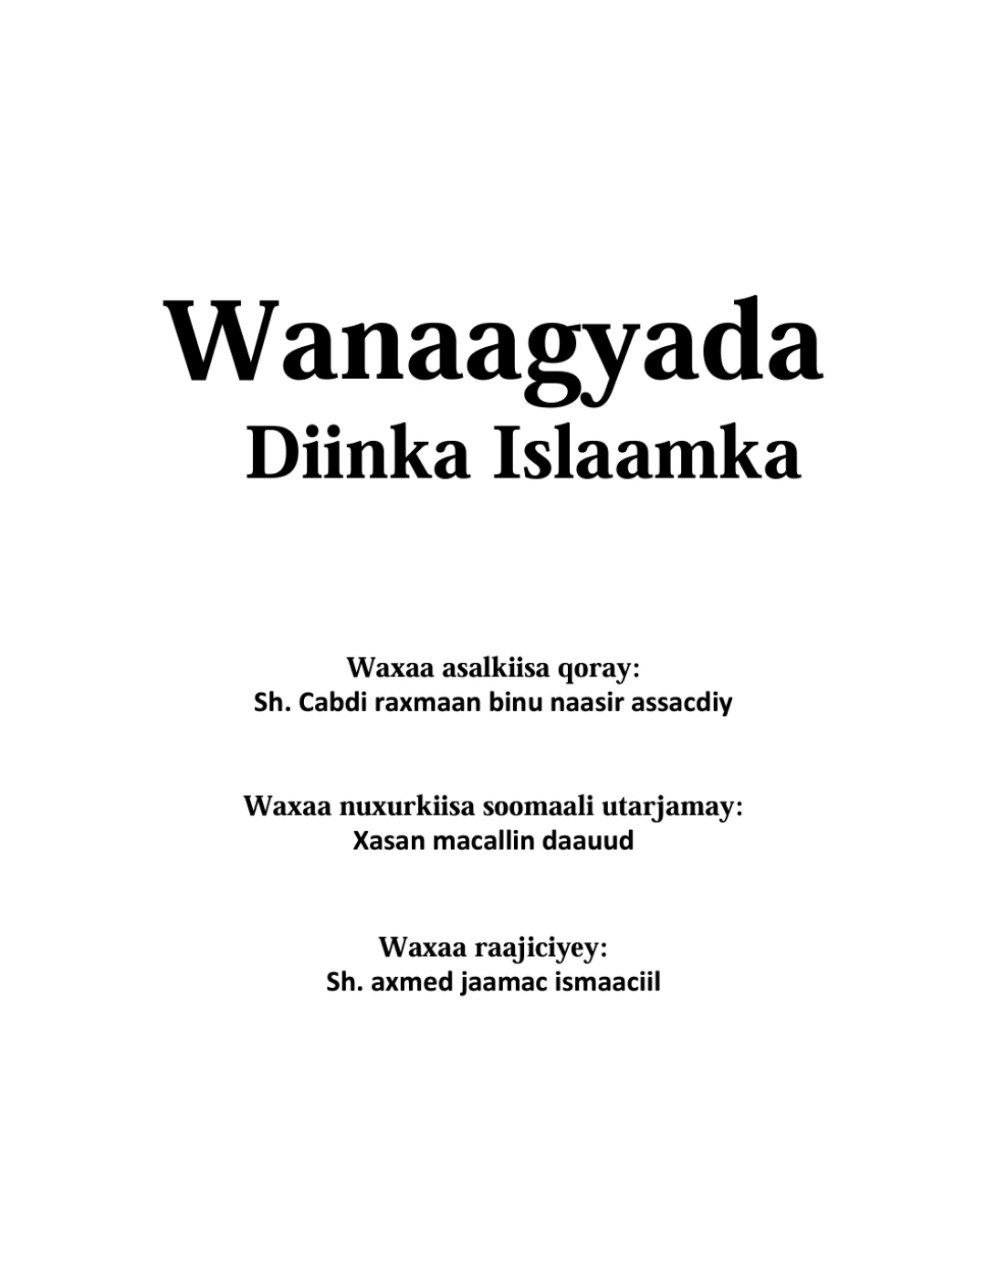 Wanaagyada
Diinka Islaamka
Waxaa asalkiisa qoray:
Sh. Cabdi raxmaan binu naasir assacdiy
Waxaa nuxurkiisa soomaali utarjamay:
Xasan macallin daauud
Waxaa raajiciyey:
Sh. axmed jaamac ismaaciil